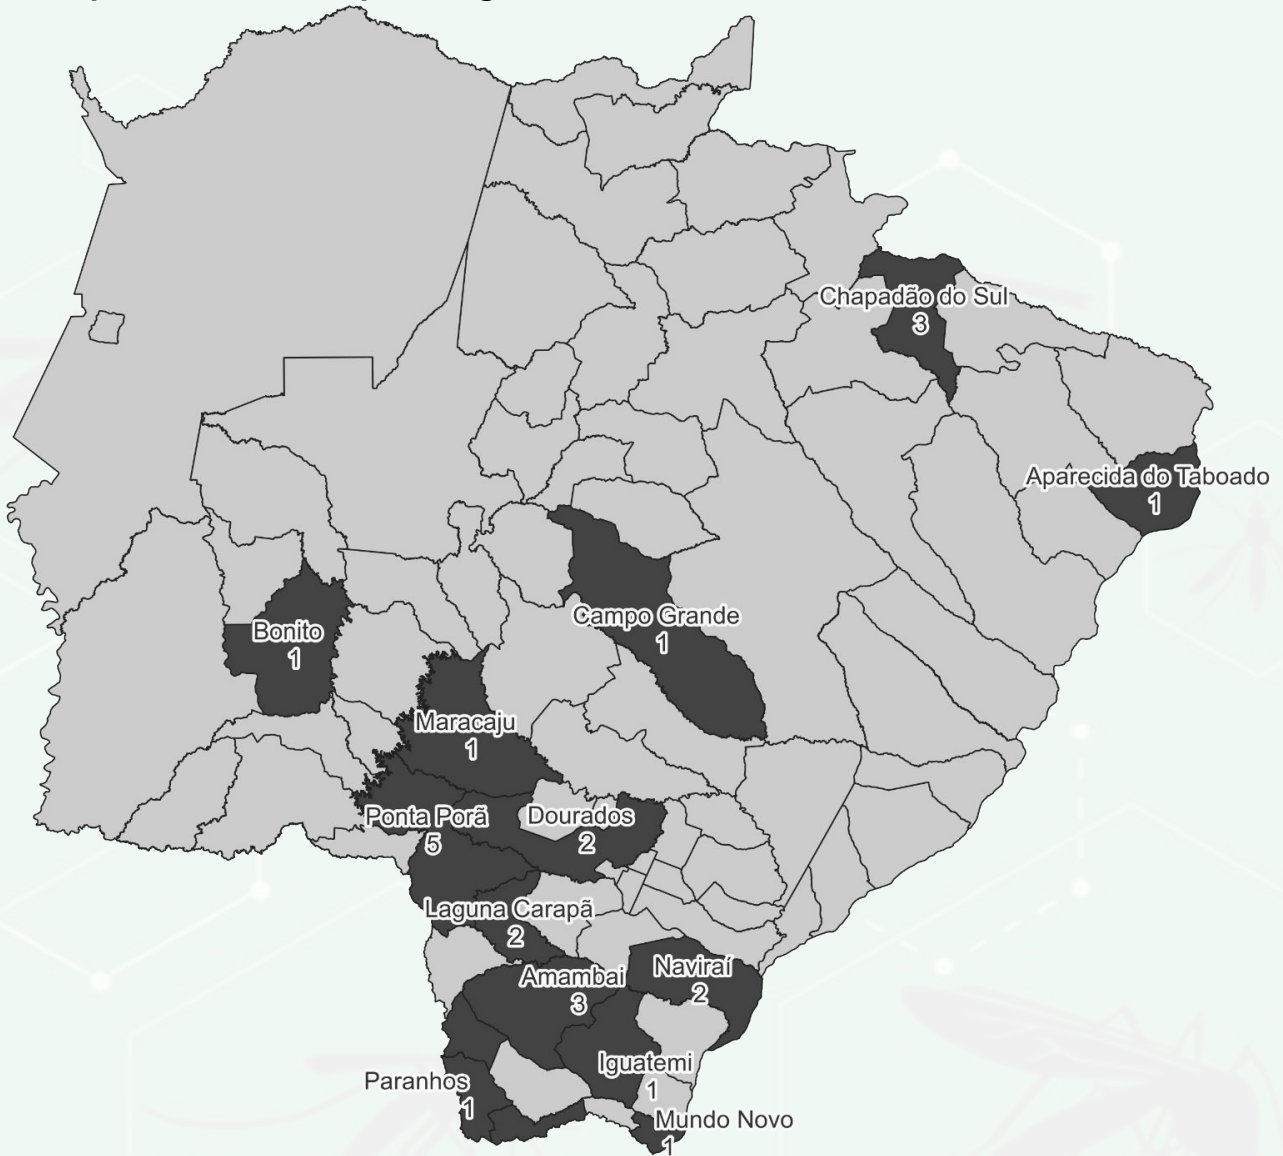 Chapadão do Sul
3
Aparecida do Taboado
1
Campo Grande
1
Bonito
1
Maracaju
1
Ponta Porã
5
Dourados
2
Laguna Carapã
2
Amambai
3
Naviraí
2
Iguatemi
1
Paranhos
1
Mundo Novo
1